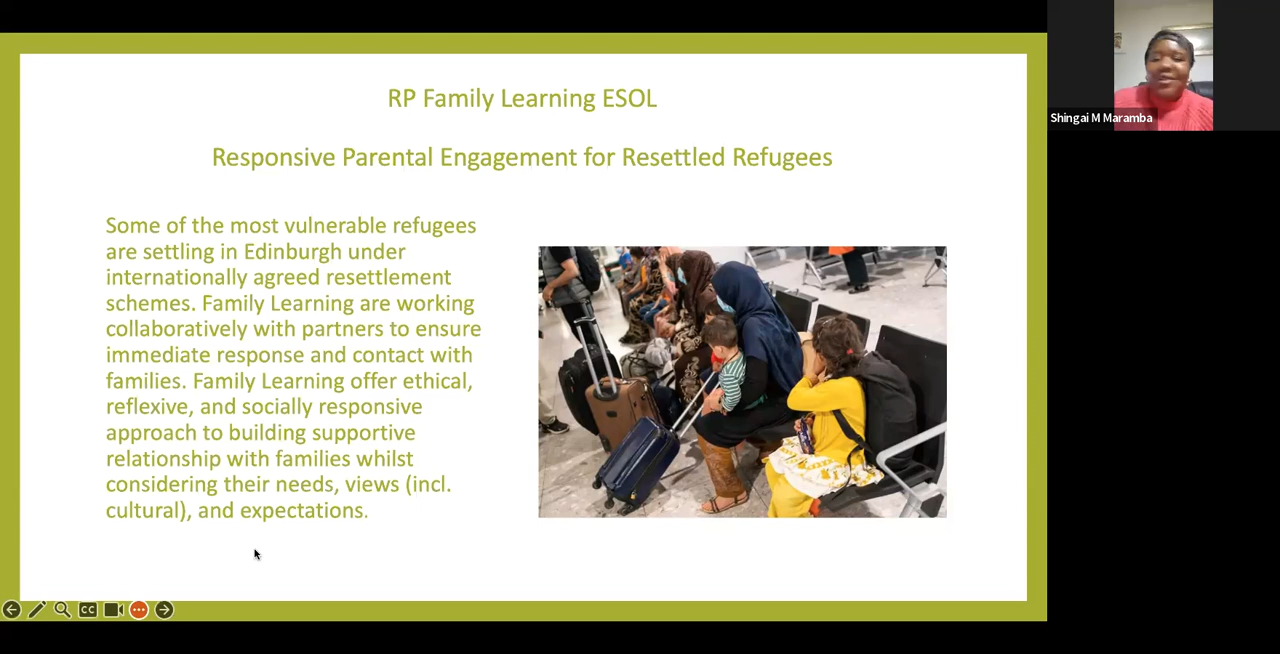 RP Family Learning ESOL
Responsive Parental Engagement for Resettled Refugees
Some of the most vulnerable refugees
are settling in Edinburgh under
internationally agreed resettlement
schemes. Family Learning are working
collaboratively with partners to ensure
immediate response and contact with
families. Family Learning offer ethical,
reflexive, and socially responsive
approach to building supportive
relationship with families whilst
considering their needs, views (incl.
cultural), and expectations.
CC
Shingai M Maramba